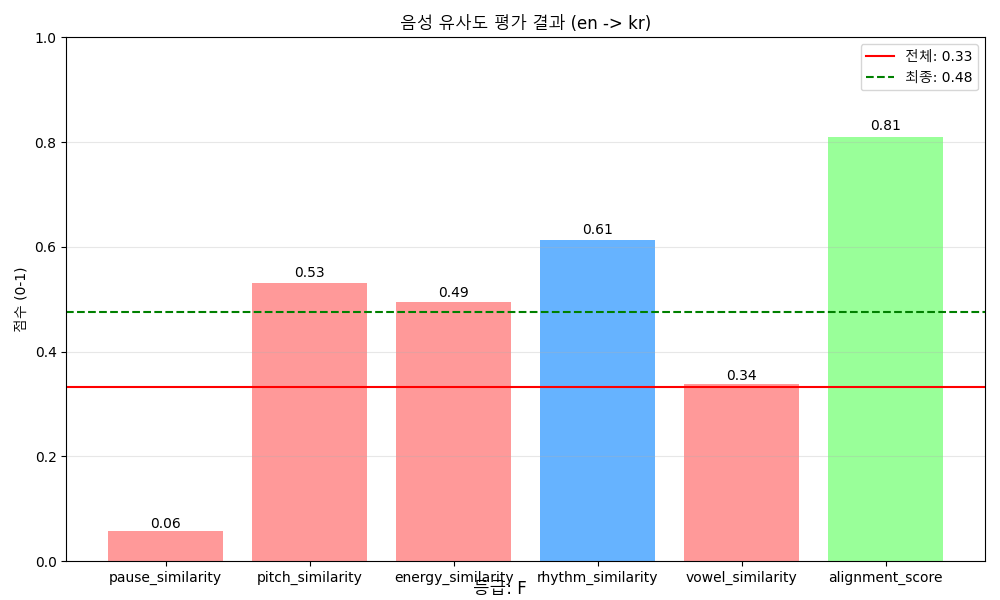 음성 유사도 평가 결과 (en -> kr)
전체: 0.33
최종: 0.48
점수 (0-1)
1.0
0.8
0.6
0.4
0.2
0.0
0.06
0.53
0.49
0.61
0.34
0.81
pause_similarity
pitch_similarity
energy_similarity
rhythm_similarity
vowel_similarity
alignment_score
등급: F